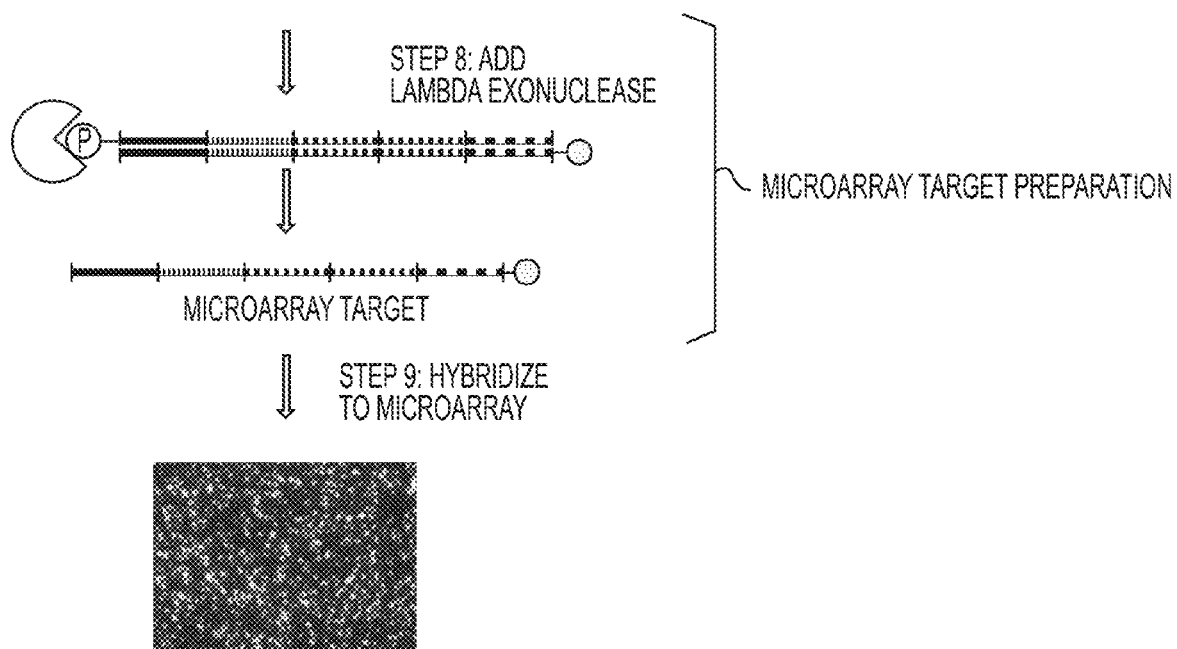 STEP 8: ADD
LAMBDA EXONUCLEASE
P
MICROARRAY TARGET PREPARATION
MICROARRAY TARGET
STEP 9: HYBRIDIZE
TO MICROARRAY